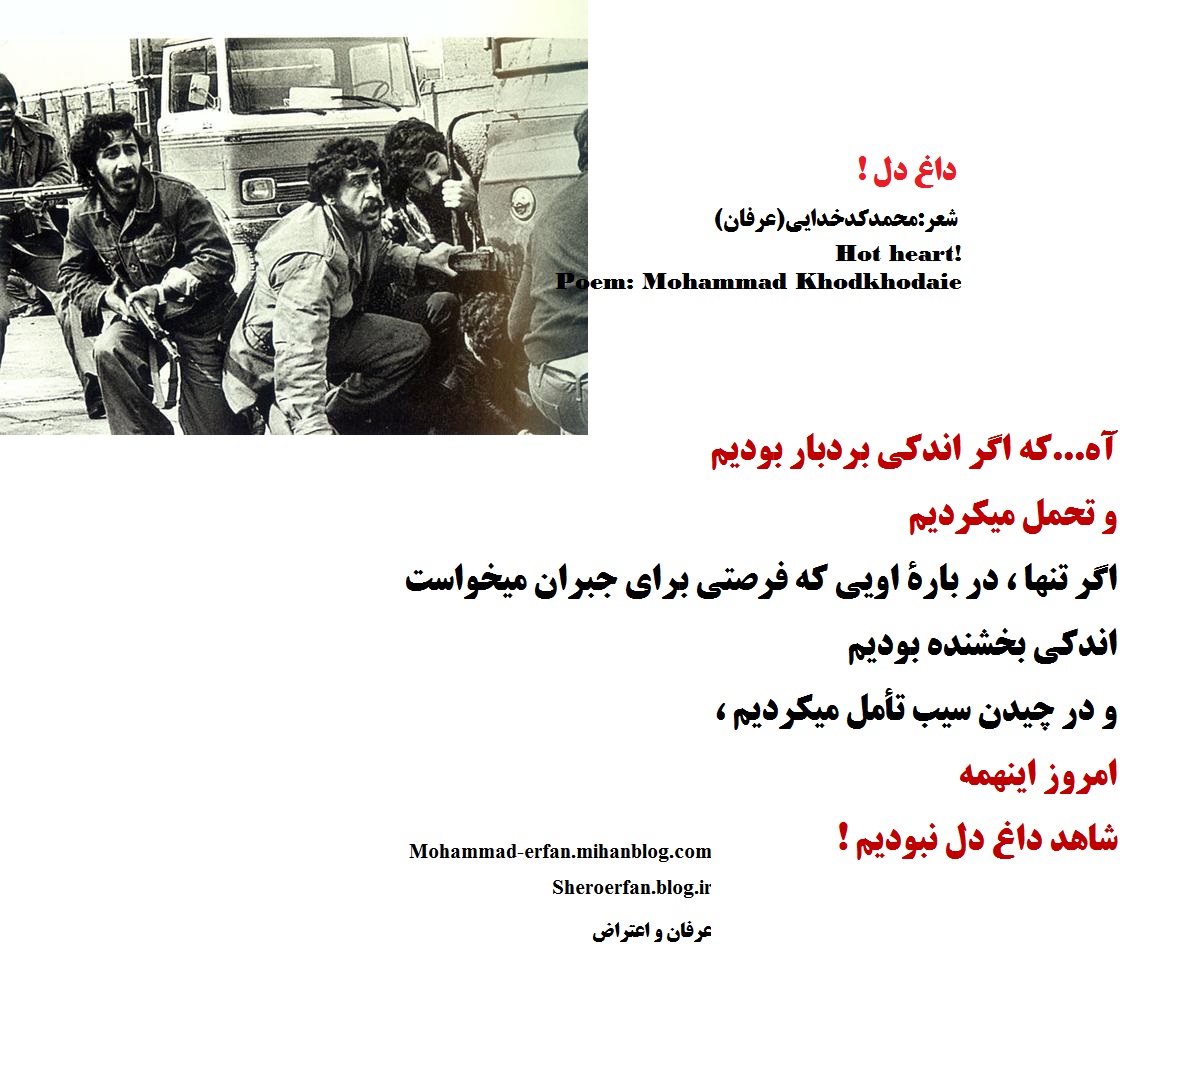 داغ دل !
شعر:محمدکدخدایی(عرفان)
Hot heart!
Poem: Mohammad Khodkhodaie
آه...که اگر اندکی بردبار بودیم
و تحمل میکردیم
اگر تنها ، در بارۀ اویی که فرصتی برای جبران میخواست
اندکی بخشنده بودیم
و در چیدن سیب تأمل میکردیم ،
امروز اینهمه
شاهد داغ دل نبودیم !
Mohammad-erfan.mihanblog.com
Sheroerfan.blog.ir
عرفان و اعتراض